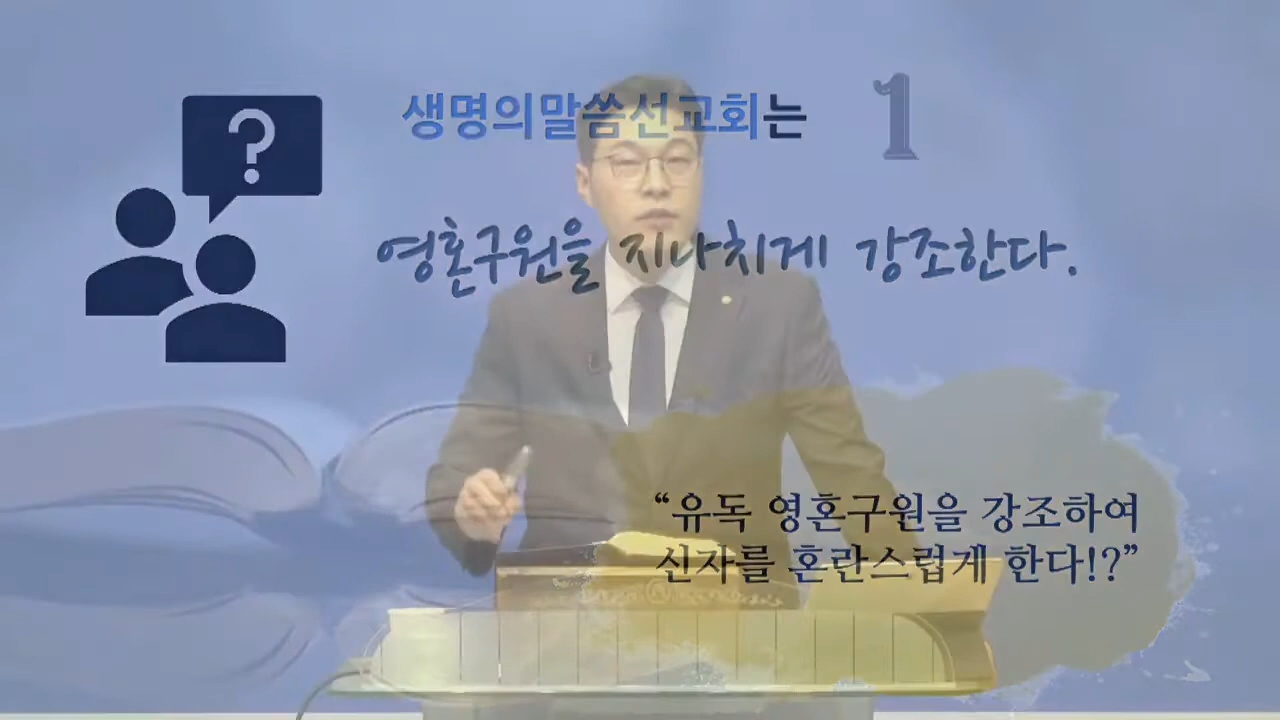 ?
생명의말씀선교회는
1
영혼구원을 지나치게 강조한다.
“유독 영혼구원을 강조하여
신자를 혼란스럽게 한다!?”